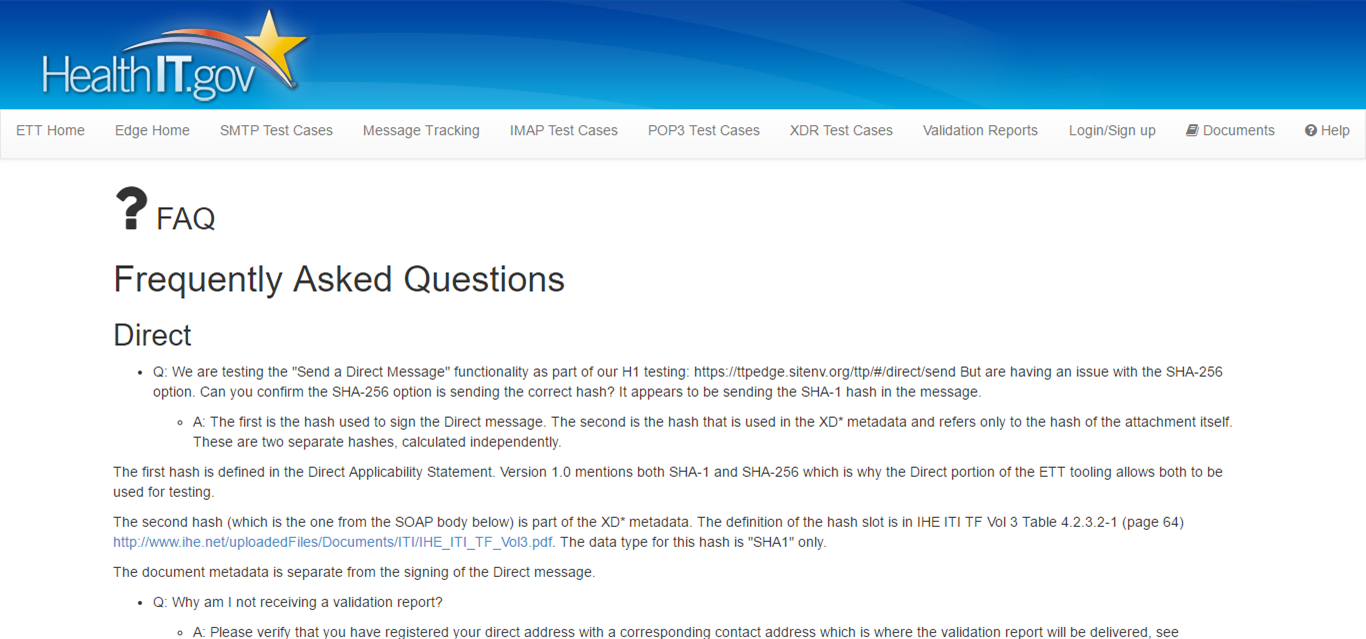 HealthIT.gov
ETT Home Edge Home SMTP Test Cases Message Tracking IMAP Test Cases POP3 Test Cases XDR Test Cases Validation Reports Login/Sign up Documents Help
? FAQ
Frequently Asked Questions
Direct
• Q: We are testing the "Send a Direct Message" functionality as part of our H1 testing: https://ttpedge.sitenv.org/ttp/#/direct/send But are having an issue with the SHA-256
option. Can you confirm the SHA-256 option is sending the correct hash? It appears to be sending the SHA-1 hash in the message.
◦ A: The first is the hash used to sign the Direct message. The second is the hash that is used in the XD* metadata and refers only to the hash of the attachment itself.
These are two separate hashes, calculated independently.
The first hash is defined in the Direct Applicability Statement. Version 1.0 mentions both SHA-1 and SHA-256 which is why the Direct portion of the ETT tooling allows both to be
used for testing.
The second hash (which is the one from the SOAP body below) is part of the XD* metadata. The definition of the hash slot is in IHE ITI TF Vol 3 Table 4.2.3.2-1 (page 64)
http://www.ihe.net/uploadedFiles/Documents/ITI/IHE_ITI_TF_Vol3.pdf. The data type for this hash is "SHA1" only.
The document metadata is separate from the signing of the Direct message.
• Q: Why am I not receiving a validation report?
◦ A: Please verify that you have registered your direct address with a corresponding contact address which is where the validation report will be delivered, see